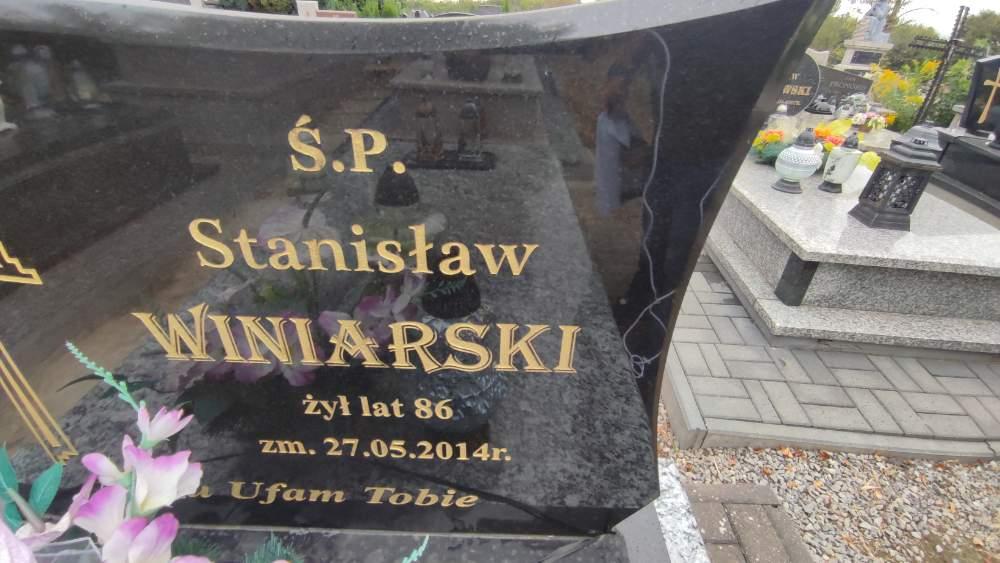 Ś.P.
Stanisław
WINIARSKI
żył lat 86
zm. 27.05.2014r.
Ufam Tobie